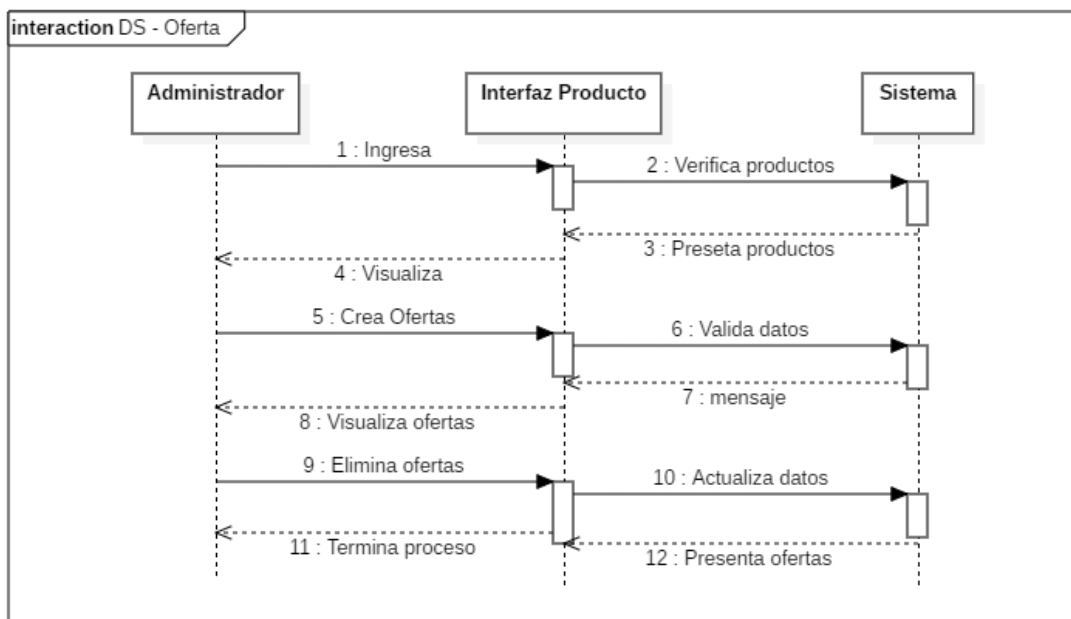 interaction DS - Oferta
Administrador
Interfaz Producto
Sistema
1 : Ingresa
2 : Verifica productos
3 : Preseta productos
4 : Visualiza
5 : Crea Ofertas
6 : Valida datos
7 : mensaje
8 : Visualiza ofertas
9 : Elimina ofertas
10 : Actualiza datos
11 : Termina proceso
12 : Presenta ofertas